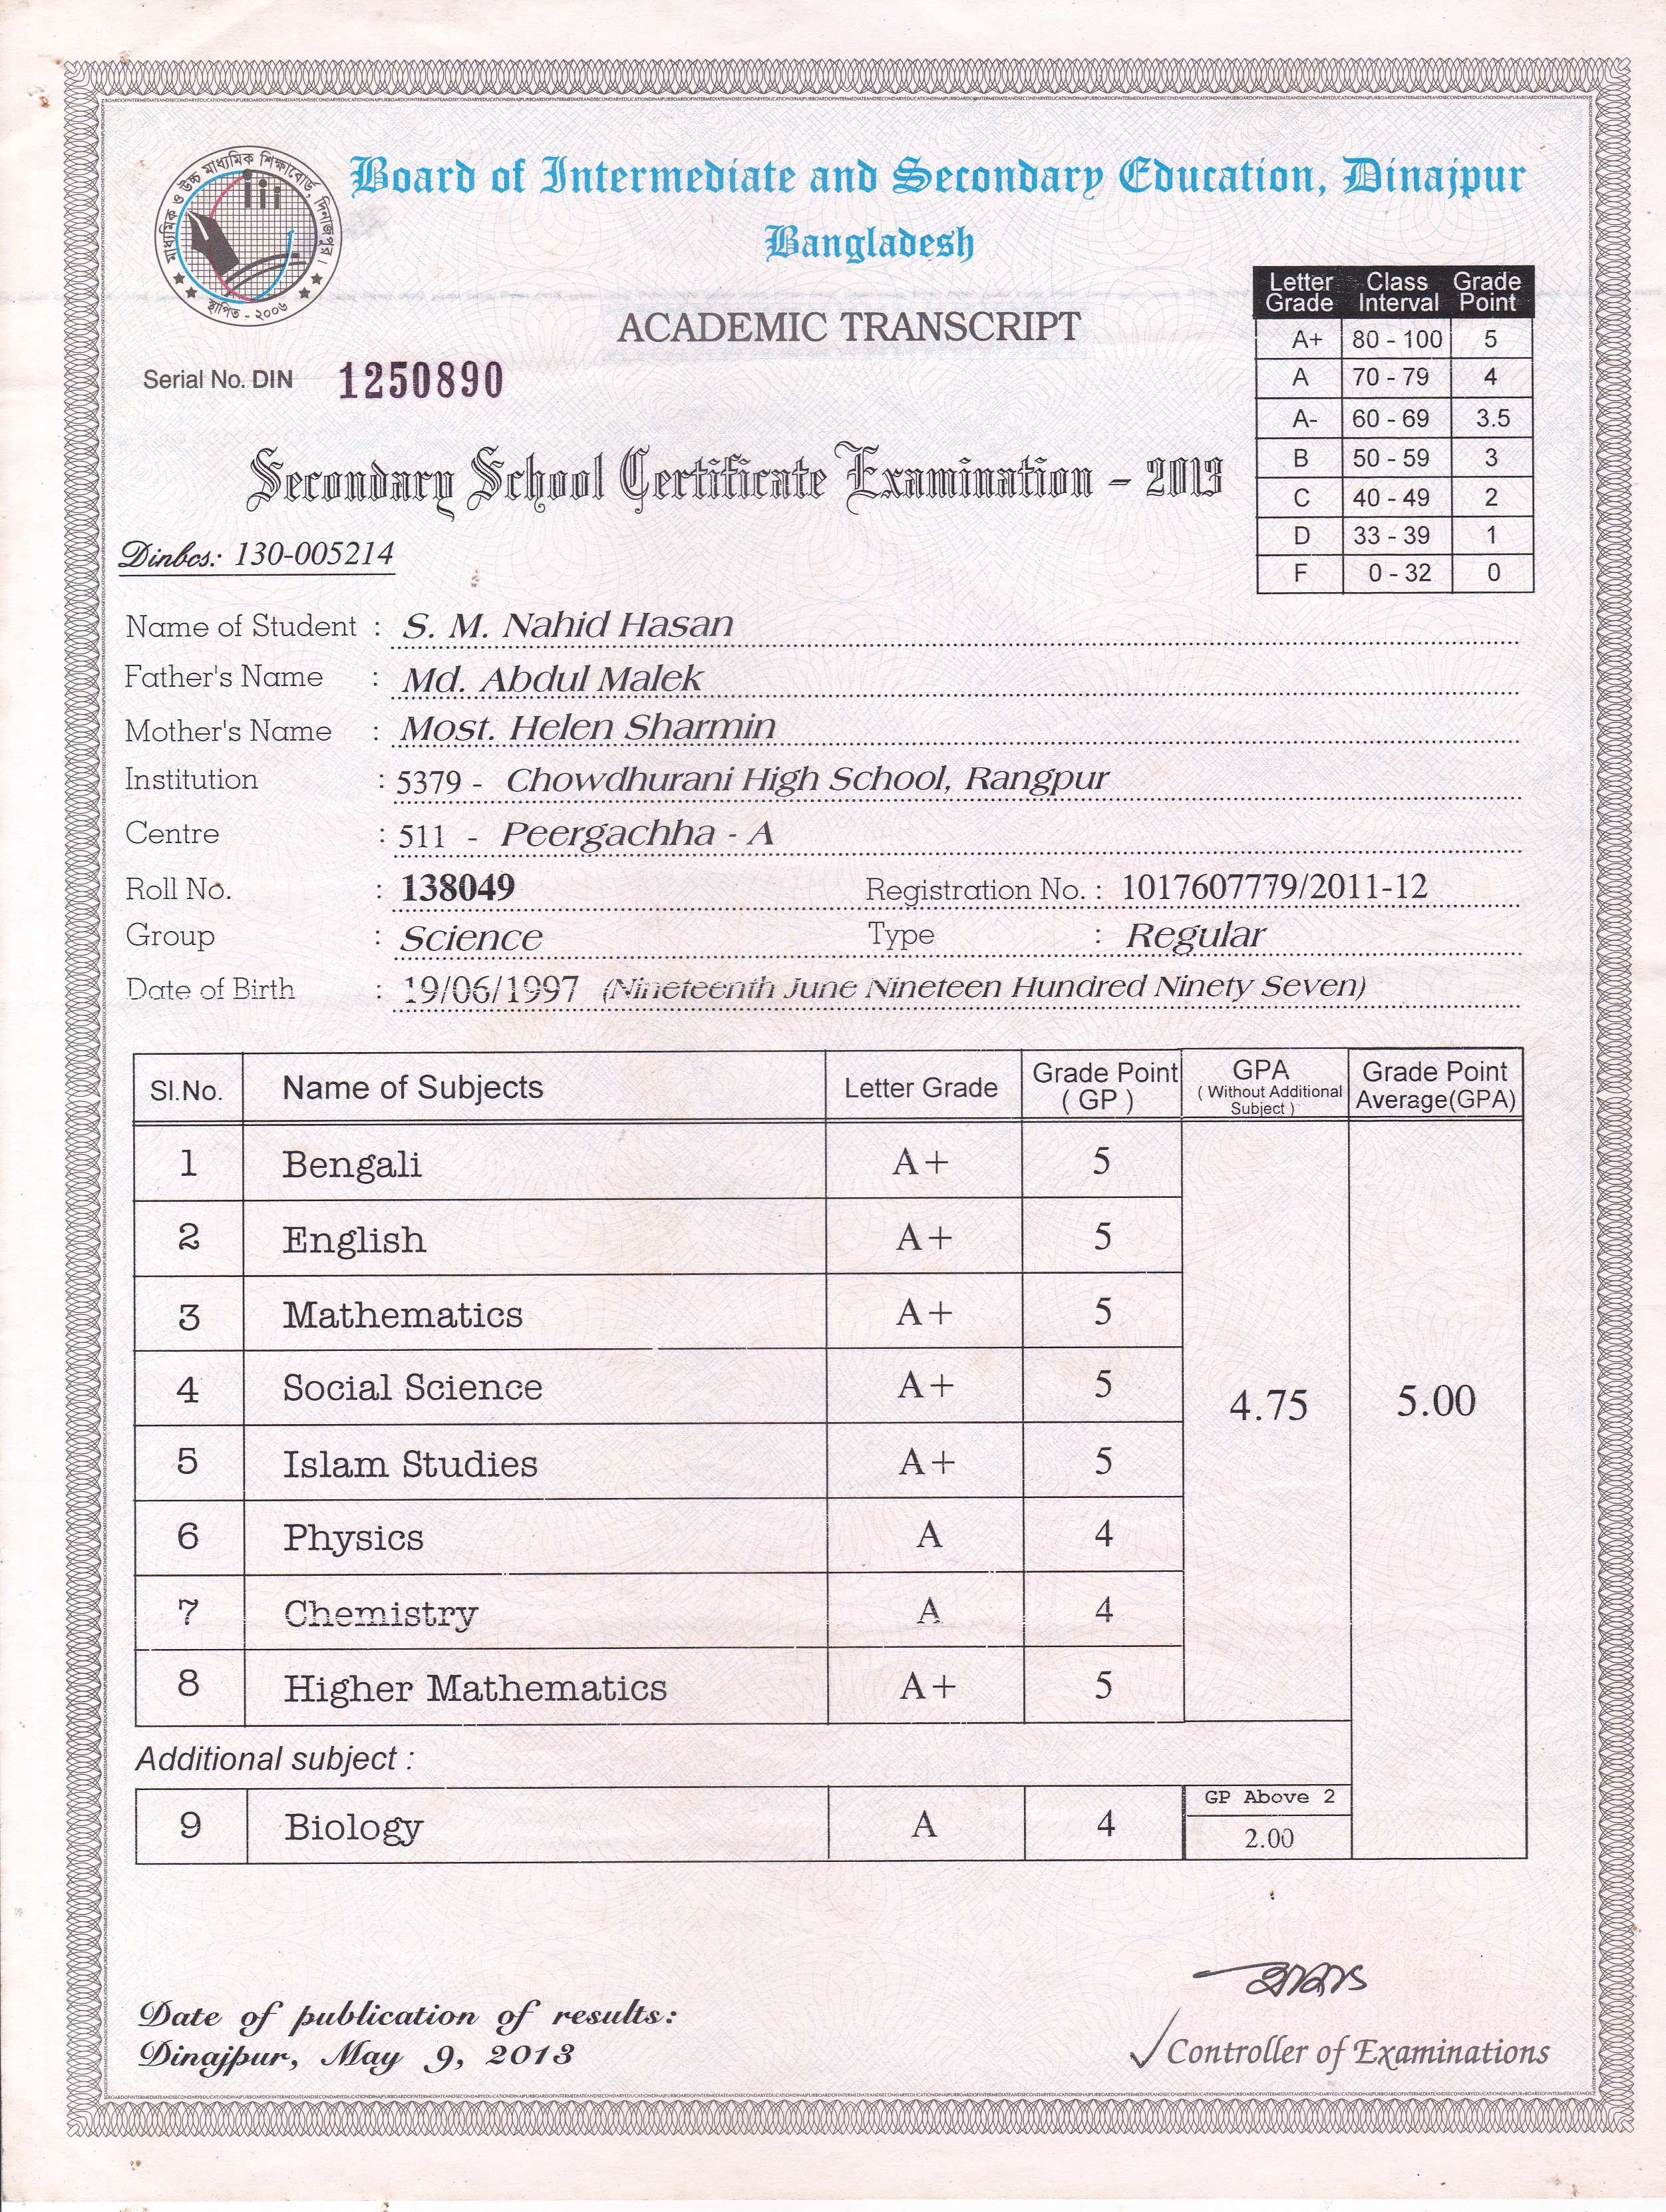 মাধ্যমিক ও উচ্চ মাধ্যমিক শিক্ষাবোর্ড, দিনাজপুর।
স্থাপিত - ২০০৬
Board of Intermediate and Secondary Education, Dinajpur
Bangladesh
ACADEMIC TRANSCRIPT
Serial No. DIN 1250890
Letter Grade Class Interval Grade Point
A+ 80 - 100 5
A 70 - 79 4
A- 60 - 69 3.5
B 50 - 59 3
C 40 - 49 2
D 33 - 39 1
F 0 - 32 0
Secondary School Certificate Examination - 2013
Dinbcs: 130-005214
Name of Student : S. M. Nahid Hasan
Father's Name : Md. Abdul Malek
Mother's Name : Most. Helen Sharmin
Institution : 5379 - Chowdhurani High School, Rangpur
Centre : 511 - Peergachha - A
Roll No. : 138049 Registration No. : 1017607779/2011-12
Group : Science Type : Regular
Date of Birth : 19/06/1997 (Nineteenth June Nineteen Hundred Ninety Seven)
Sl.No. Name of Subjects Letter Grade Grade Point ( GP ) GPA ( Without Additional Subject ) Grade Point Average(GPA)
1 Bengali A+ 5
2 English A+ 5
3 Mathematics A+ 5
4 Social Science A+ 5 4.75 5.00
5 Islam Studies A+ 5
6 Physics A 4
7 Chemistry A 4
8 Higher Mathematics A+ 5
Additional subject :
9 Biology A 4 GP Above 2 2.00
Date of publication of results:
Dinajpur, May 9, 2013
Controller of Examinations